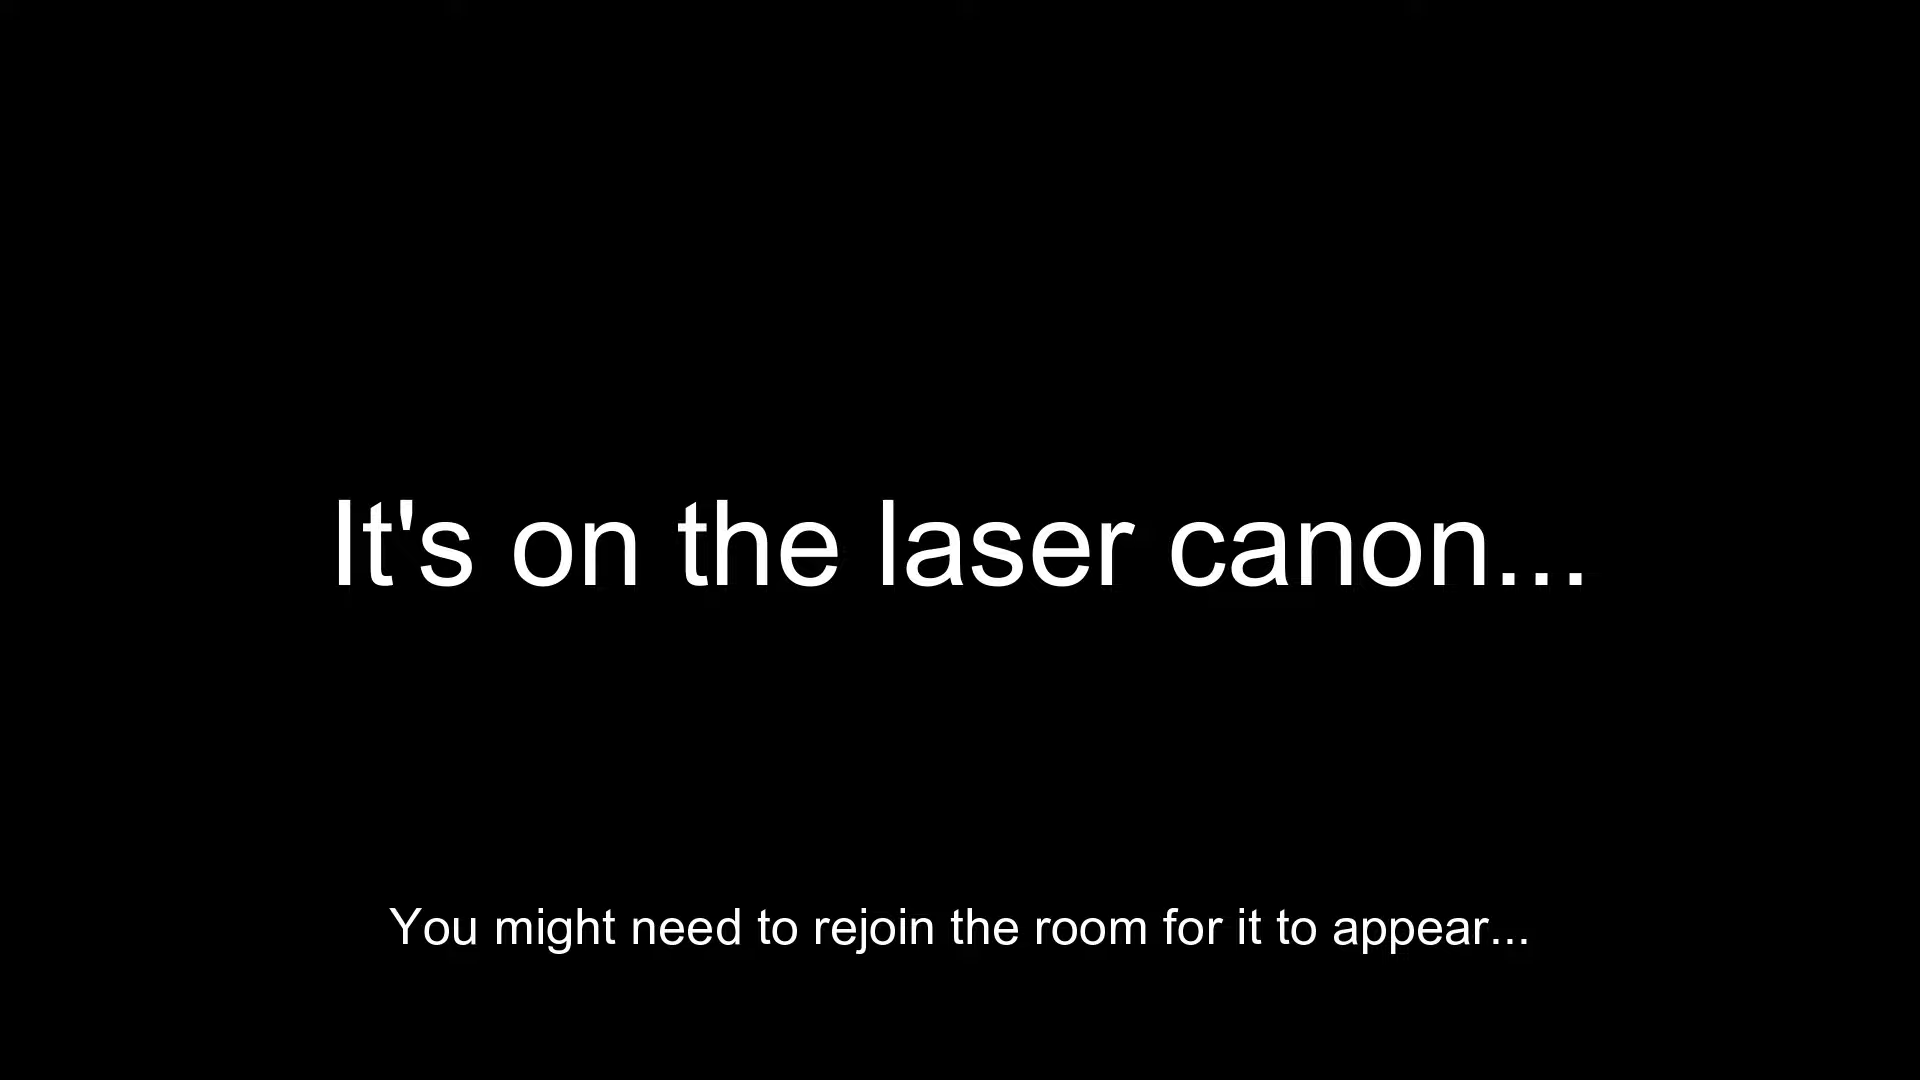 It's on the laser canon...
You might need to rejoin the room for it to appear...